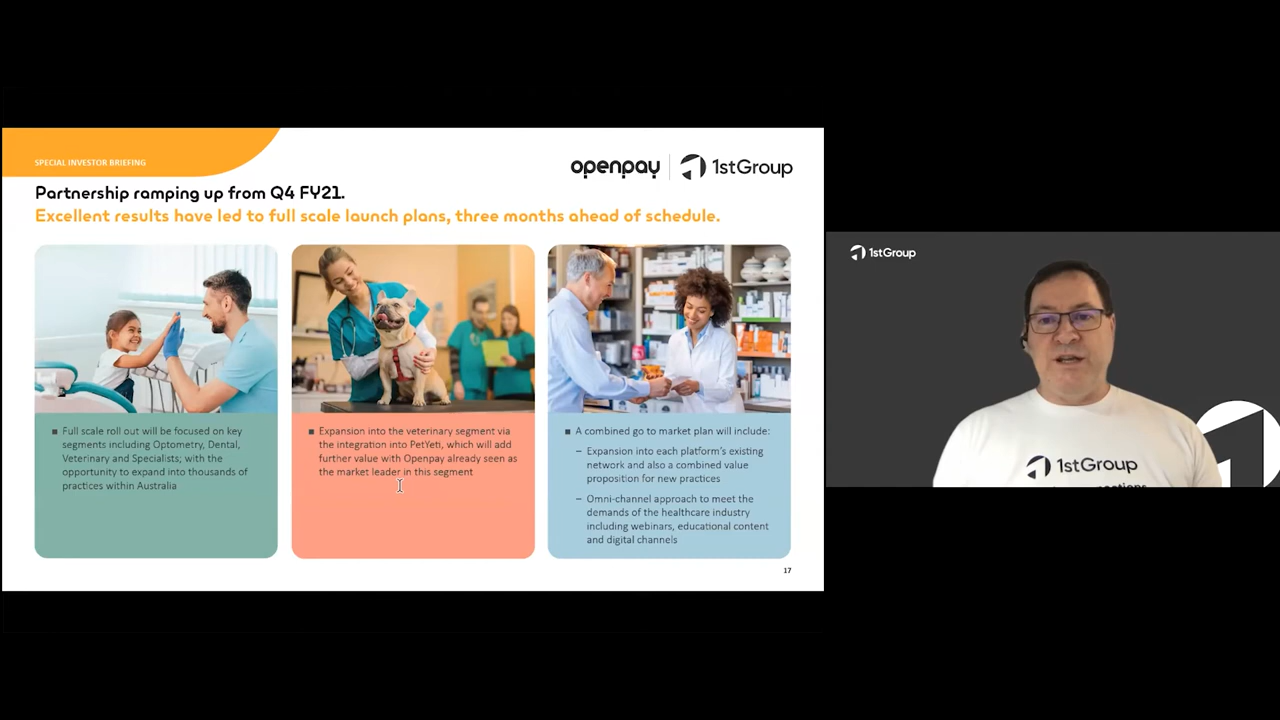 SPECIAL INVESTOR BRIEFING
openpay
1stGroup
Partnership ramping up from Q4 FY21.
Excellent results have led to full scale launch plans, three months ahead of schedule.
■ Full scale roll out will be focused on key
segments including Optometry, Dental,
Veterinary and Specialists; with the
opportunity to expand into thousands of
practices within Australia
■ Expansion into the veterinary segment via
the integration into PetYeti, which will add
further value with Openpay already seen as
the market leader in this segment
■ A combined go to market plan will include:
– Expansion into each platform's existing
network and also a combined value
proposition for new practices
– Omni-channel approach to meet the
demands of the healthcare industry
including webinars, educational content
and digital channels
17
1stGroup
1stGroup